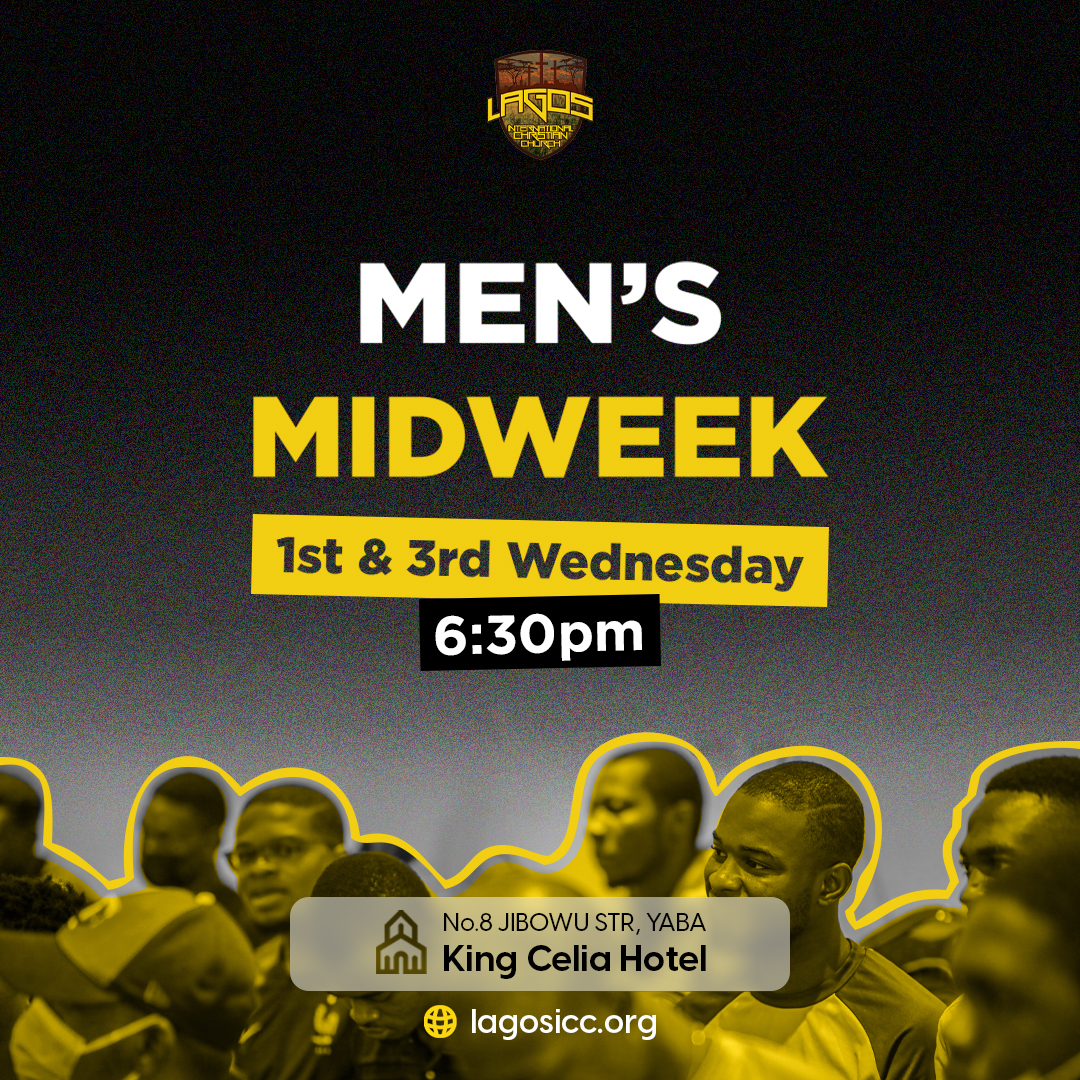 LAGOS
INTERNATIONAL
CHRISTIAN
CHURCH
MEN’S
MIDWEEK
1st & 3rd Wednesday
6:30pm
No.8 JIBOWU STR, YABA
King Celia Hotel
lagosicc.org